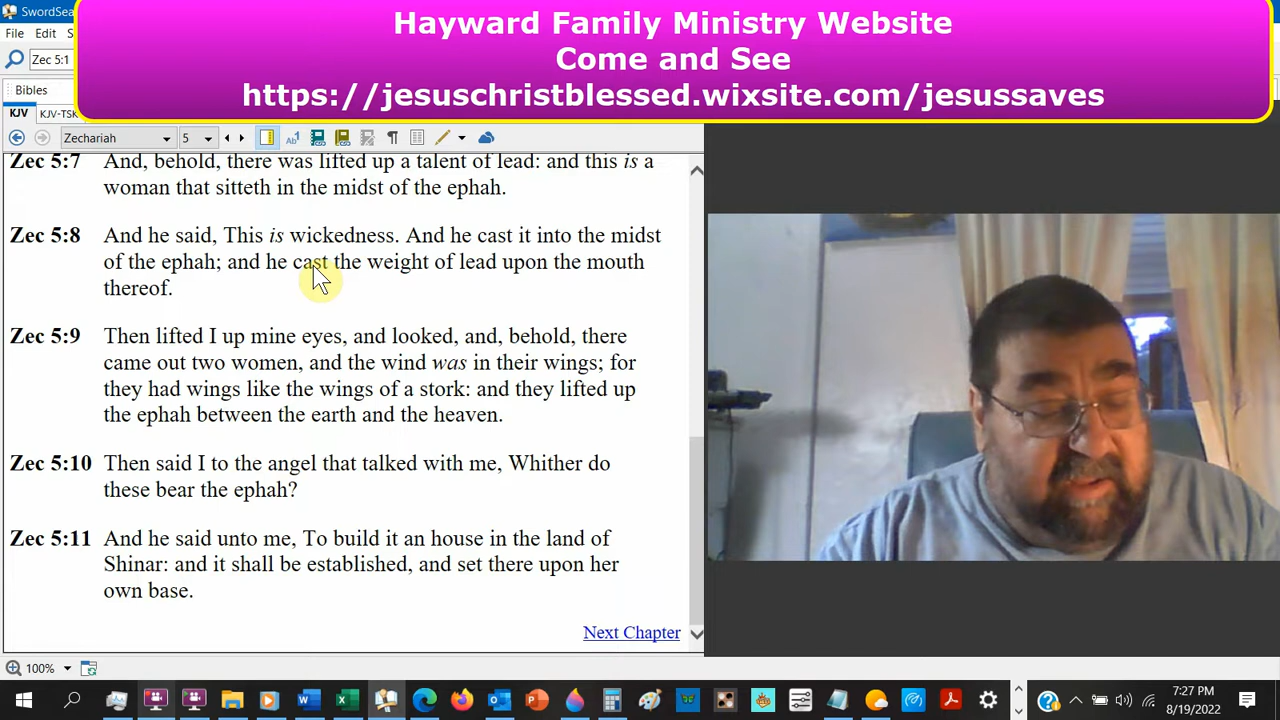 Hayward Family Ministry Website
Come and See
https://jesuschristblessed.wixsite.com/jesussaves
SwordSea
File Edit S
Zec 5:1
Bibles
KJV KJV-TSK
Zechariah 5
Zec 5:7 And, behold, there was lifted up a talent of lead: and this is a
woman that sitteth in the midst of the ephah.
Zec 5:8 And he said, This is wickedness. And he cast it into the midst
of the ephah; and he cast the weight of lead upon the mouth
thereof.
Zec 5:9 Then lifted I up mine eyes, and looked, and, behold, there
came out two women, and the wind was in their wings; for
they had wings like the wings of a stork: and they lifted up
the ephah between the earth and the heaven.
Zec 5:10 Then said I to the angel that talked with me, Whither do
these bear the ephah?
Zec 5:11 And he said unto me, To build it an house in the land of
Shinar: and it shall be established, and set there upon her
own base.
Next Chapter
100%
7:27 PM
8/19/2022